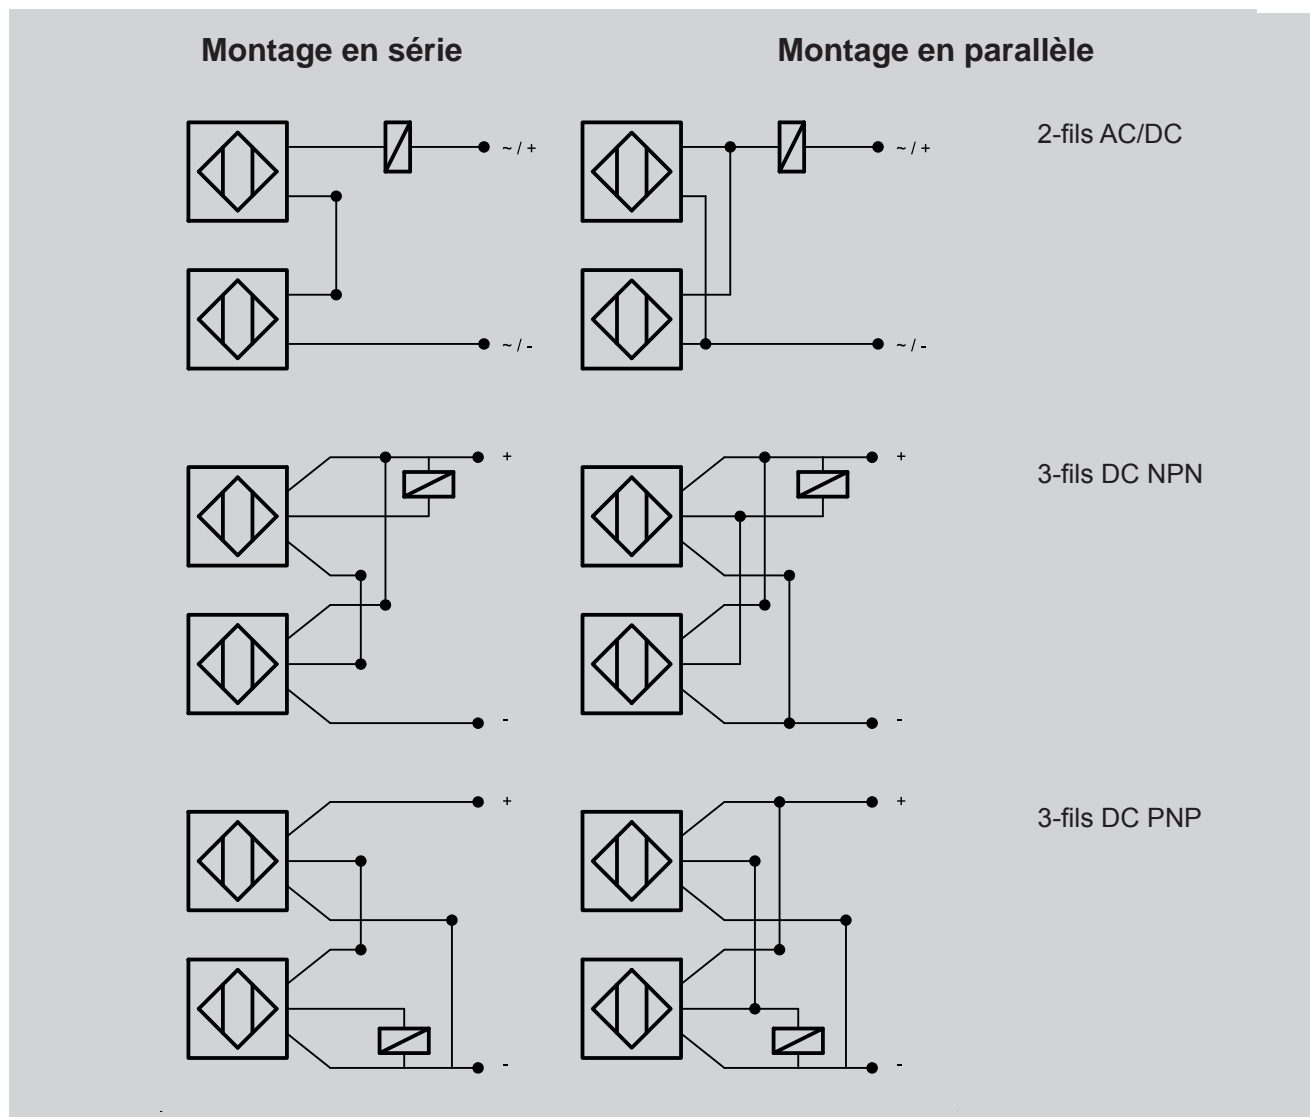 Montage en série
Montage en parallèle
~ / +
~ / +
2-fils AC/DC
~ / -
~ / -
+
+
3-fils DC NPN
-
-
+
+
3-fils DC PNP
-
-